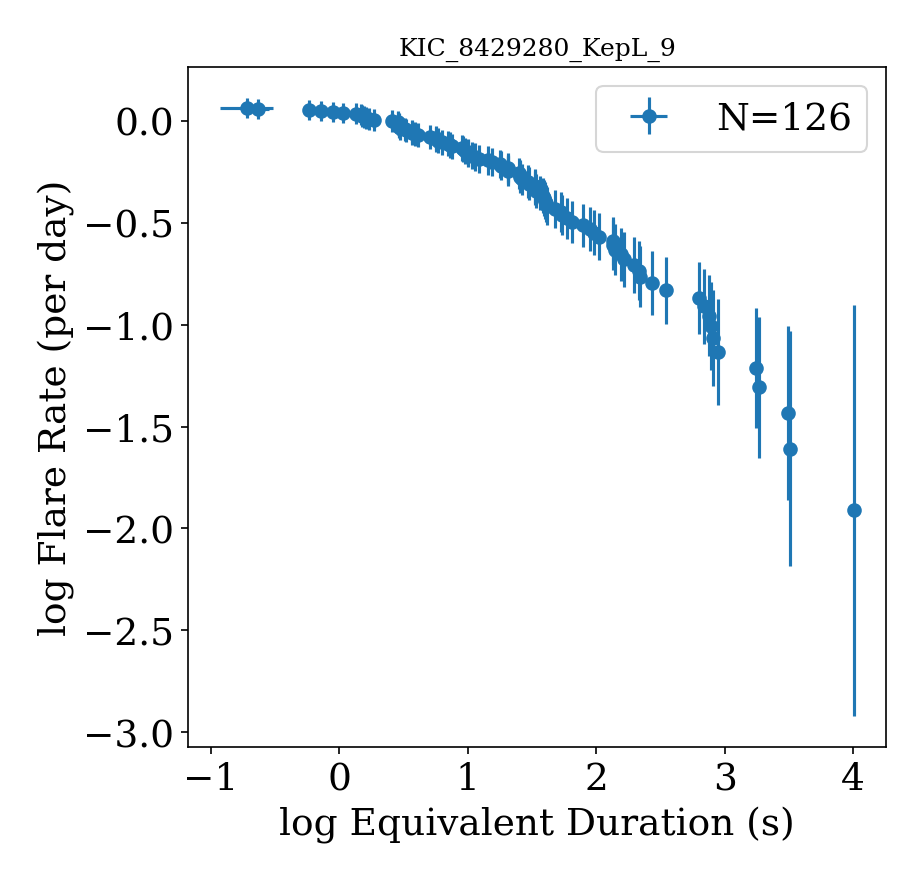 KIC_8429280_KepL_9
N=126
log Flare Rate (per day)
0.0
−0.5
−1.0
−1.5
−2.0
−2.5
−3.0
−1 0 1 2 3 4
log Equivalent Duration (s)